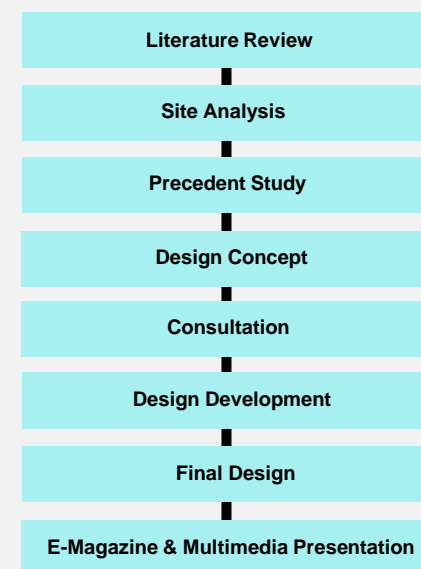 Literature Review
Site Analysis
Precedent Study
Design Concept
Consultation
Design Development
Final Design
E-Magazine & Multimedia Presentation